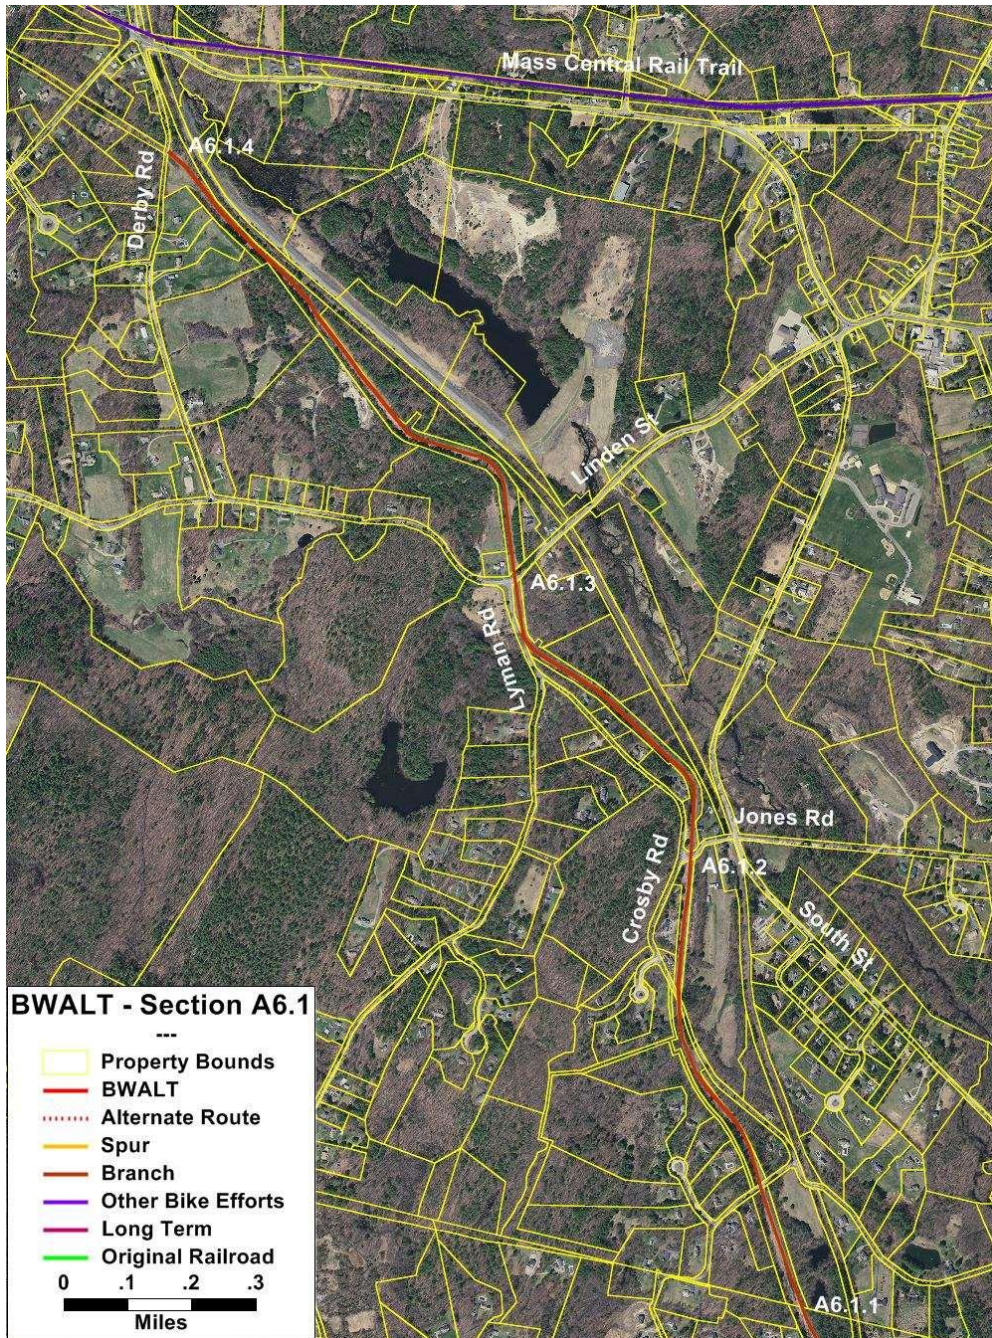 Mass Central Rail Trail
A6.1.4
Derby Rd
Linden St
A6.1.3
Lyman Rd
Jones Rd
A6.1.2
Crosby Rd
South St
BWALT - Section A6.1
---
Property Bounds
BWALT
Alternate Route
Spur
Branch
Other Bike Efforts
Long Term
Original Railroad
0 .1 .2 .3
Miles
A6.1.1